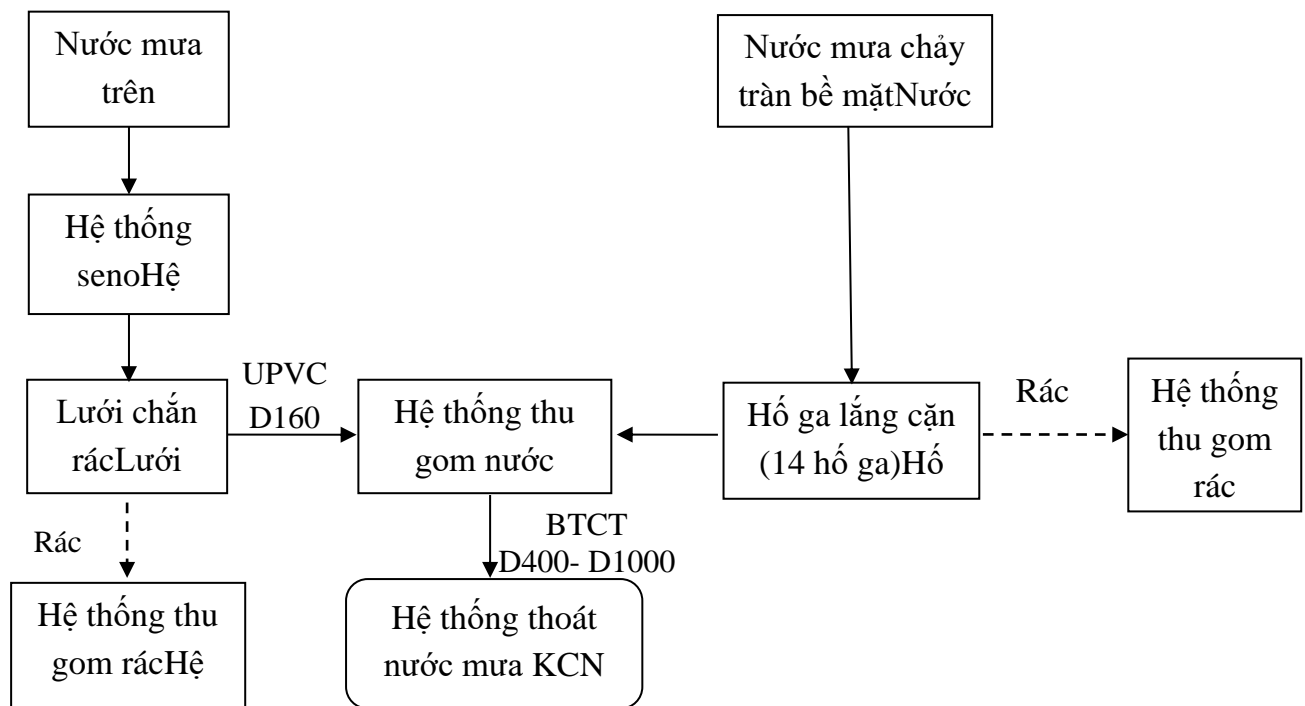 Nước mưa
trên
Nước mưa chảy
tràn bề mặtNước
Hệ thống
senoHệ
Lưới chắn
rácLưới
UPVC
D160
Hệ thống thu
gom nước
Hố ga lắng cặn
(14 hố ga)Hố
Rác
Hệ thống
thu gom
rác
Rác
BTCT
D400- D1000
Hệ thống thu
gom rácHệ
Hệ thống thoát
nước mưa KCN